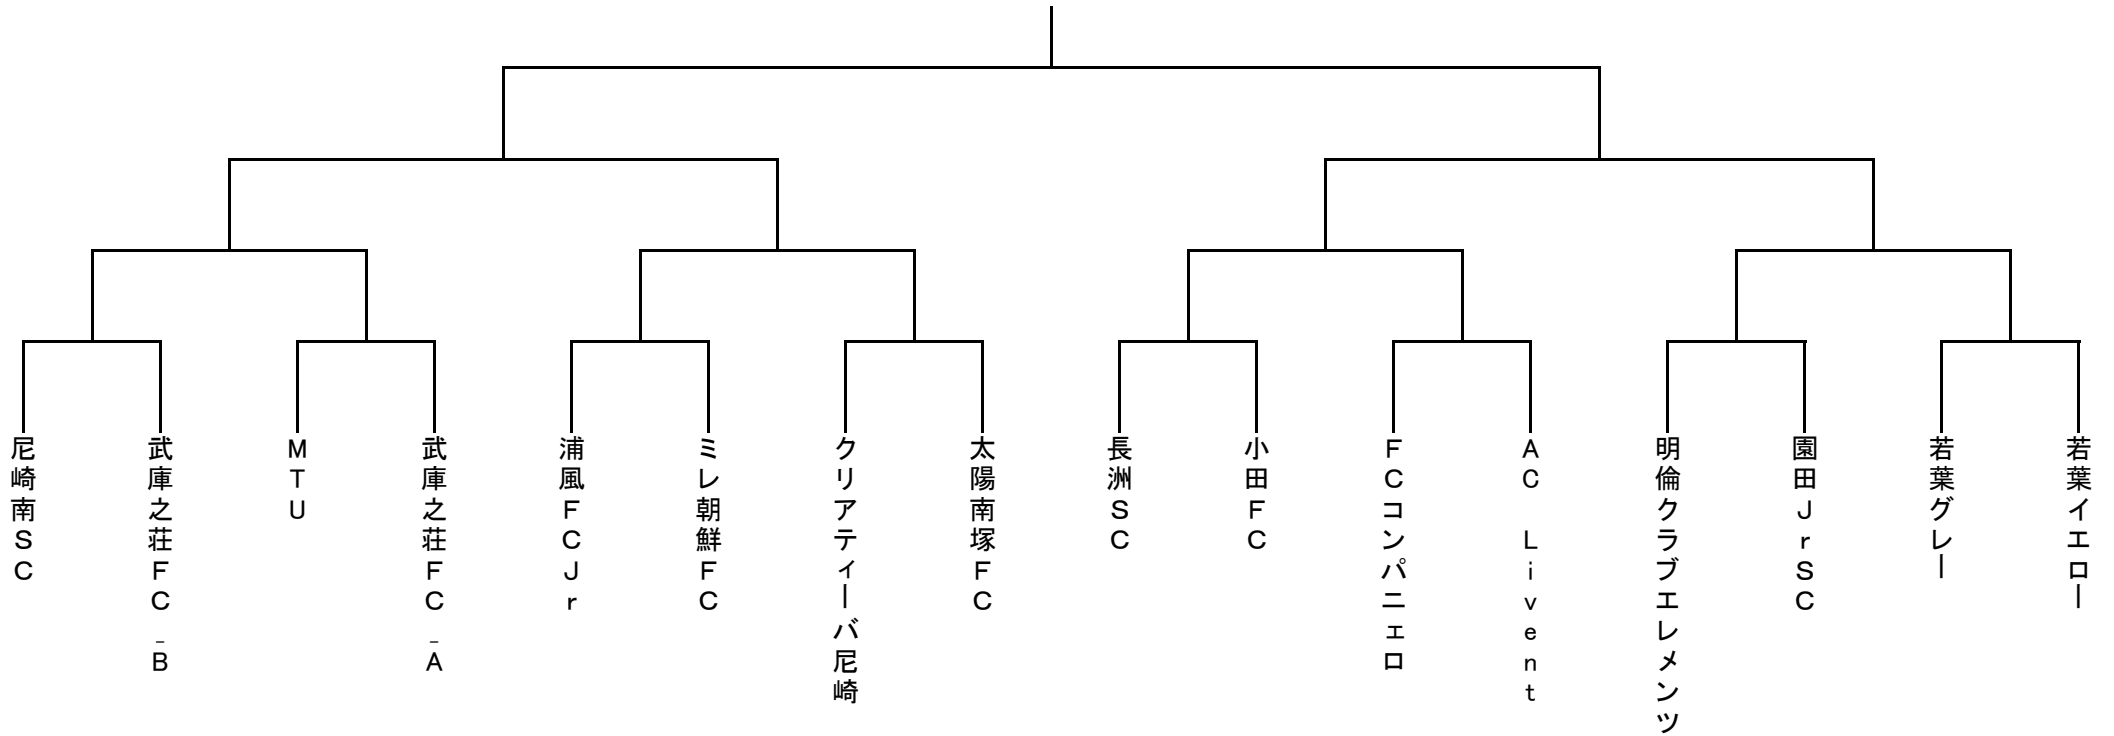 尼崎南SC
武庫之荘FC_B
MTU
武庫之荘FC_A
浦風FCJr
ミレ朝鮮FC
クリアティーバ尼崎
太陽南塚FC
長洲SC
小田FC
FCコンパニェロ
AC Livent
明倫クラブエレメンツ
園田JrSC
若葉グレー
若葉イエロー